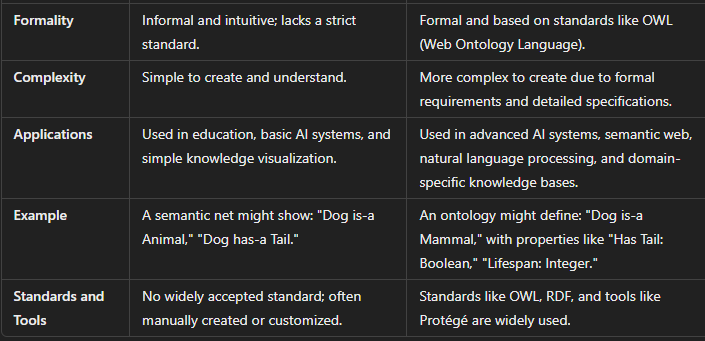 Formality
Informal and intuitive; lacks a strict
standard.
Formal and based on standards like OWL
(Web Ontology Language).
Complexity
Simple to create and understand.
More complex to create due to formal
requirements and detailed specifications.
Applications
Used in education, basic AI systems, and
simple knowledge visualization.
Used in advanced AI systems, semantic web,
natural language processing, and domain-
specific knowledge bases.
Example
A semantic net might show: "Dog is-a
Animal," "Dog has-a Tail."
An ontology might define: "Dog is-a
Mammal," with properties like "Has Tail:
Boolean," "Lifespan: Integer."
Standards and
Tools
No widely accepted standard; often
manually created or customized.
Standards like OWL, RDF, and tools like
Protégé are widely used.